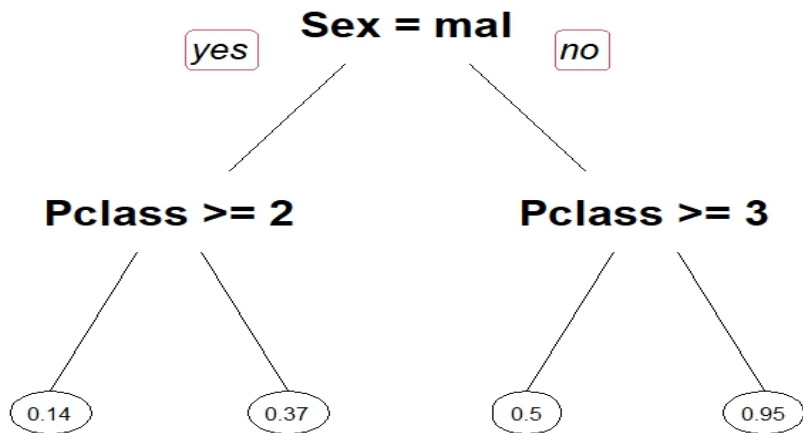 Sex = mal
yes
no
Pclass >= 2
Pclass >= 3
0.14
0.37
0.5
0.95